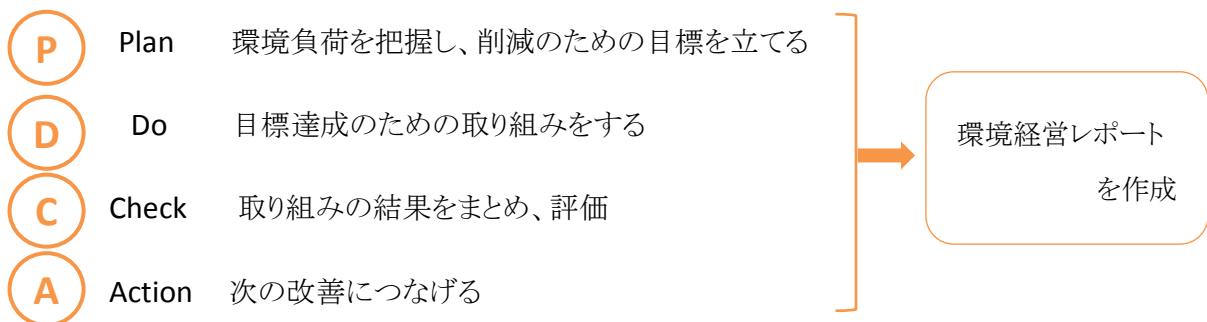 P Plan 環境負荷を把握し、削減のための目標を立てる
D Do 目標達成のための取り組みをする
C Check 取り組みの結果をまとめ、評価
A Action 次の改善につなげる
環境経営レポート
を作成